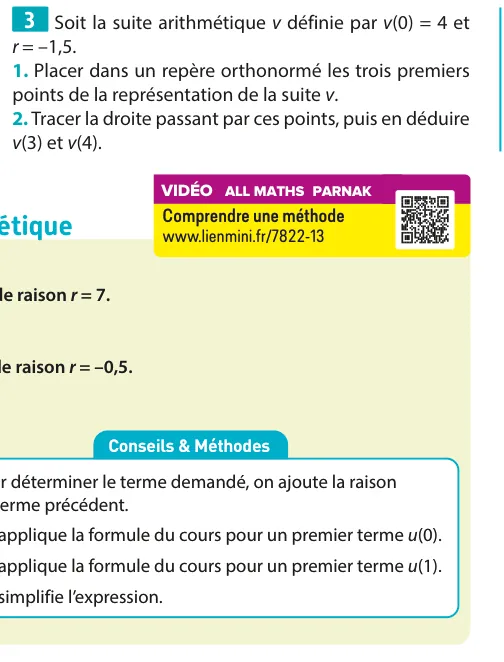 3 Soit la suite arithmétique v définie par v(0) = 4 et
r = –1,5.
1. Placer dans un repère orthonormé les trois premiers
points de la représentation de la suite v.
2. Tracer la droite passant par ces points, puis en déduire
v(3) et v(4).
VIDÉO ALL MATHS PARNAK
Comprendre une méthode
www.lienmini.fr/7822-13
étique
de raison r = 7.
de raison r = –0,5.
Conseils & Méthodes
r déterminer le terme demandé, on ajoute la raison
terme précédent.
applique la formule du cours pour un premier terme u(0).
applique la formule du cours pour un premier terme u(1).
simplifie l'expression.